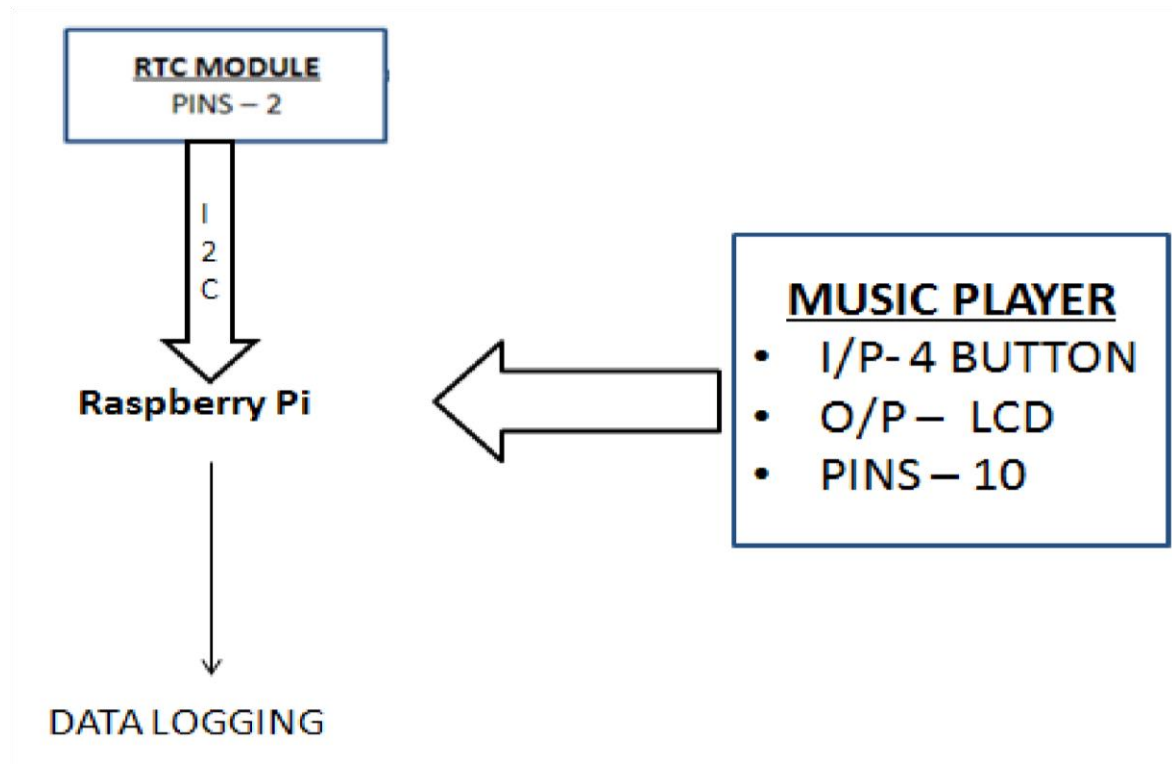 RTC MODULE
PINS – 2
I
2
C
Raspberry Pi
DATA LOGGING
MUSIC PLAYER
• I/P- 4 BUTTON
• O/P – LCD
• PINS – 10